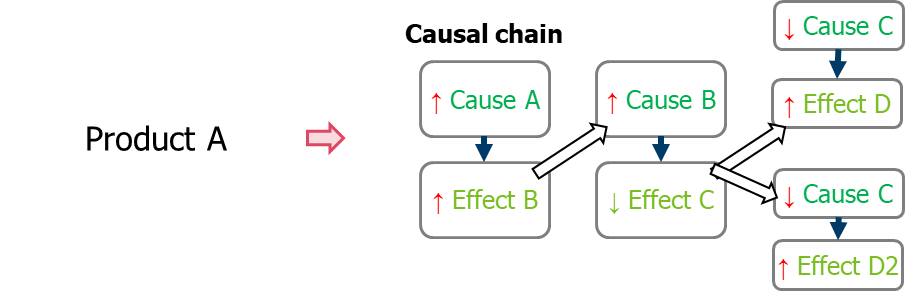 Causal chain
Product A
↑ Cause A
↑ Effect B
↑ Cause B
↓ Effect C
↓ Cause C
↑ Effect D
↓ Cause C
↑ Effect D2